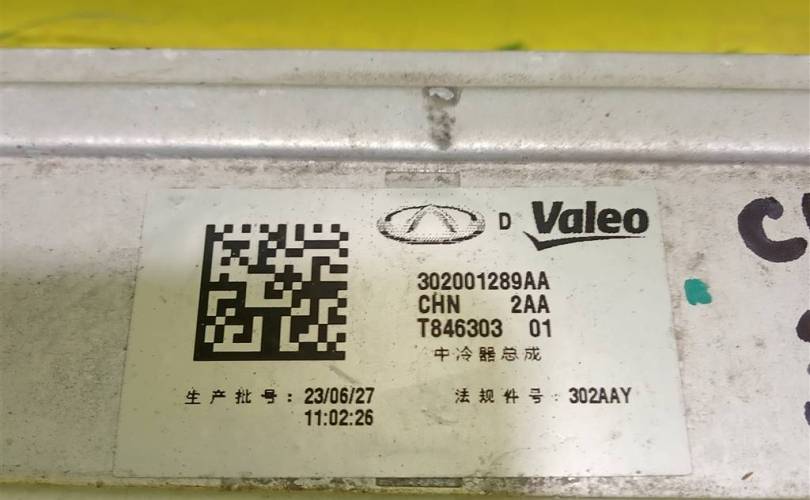 D Valeo
302001289AA
CHN 2AA
T846303 01
中冷器总成
生产批号: 23/06/27
11:02:26
法规件号: 302AAY